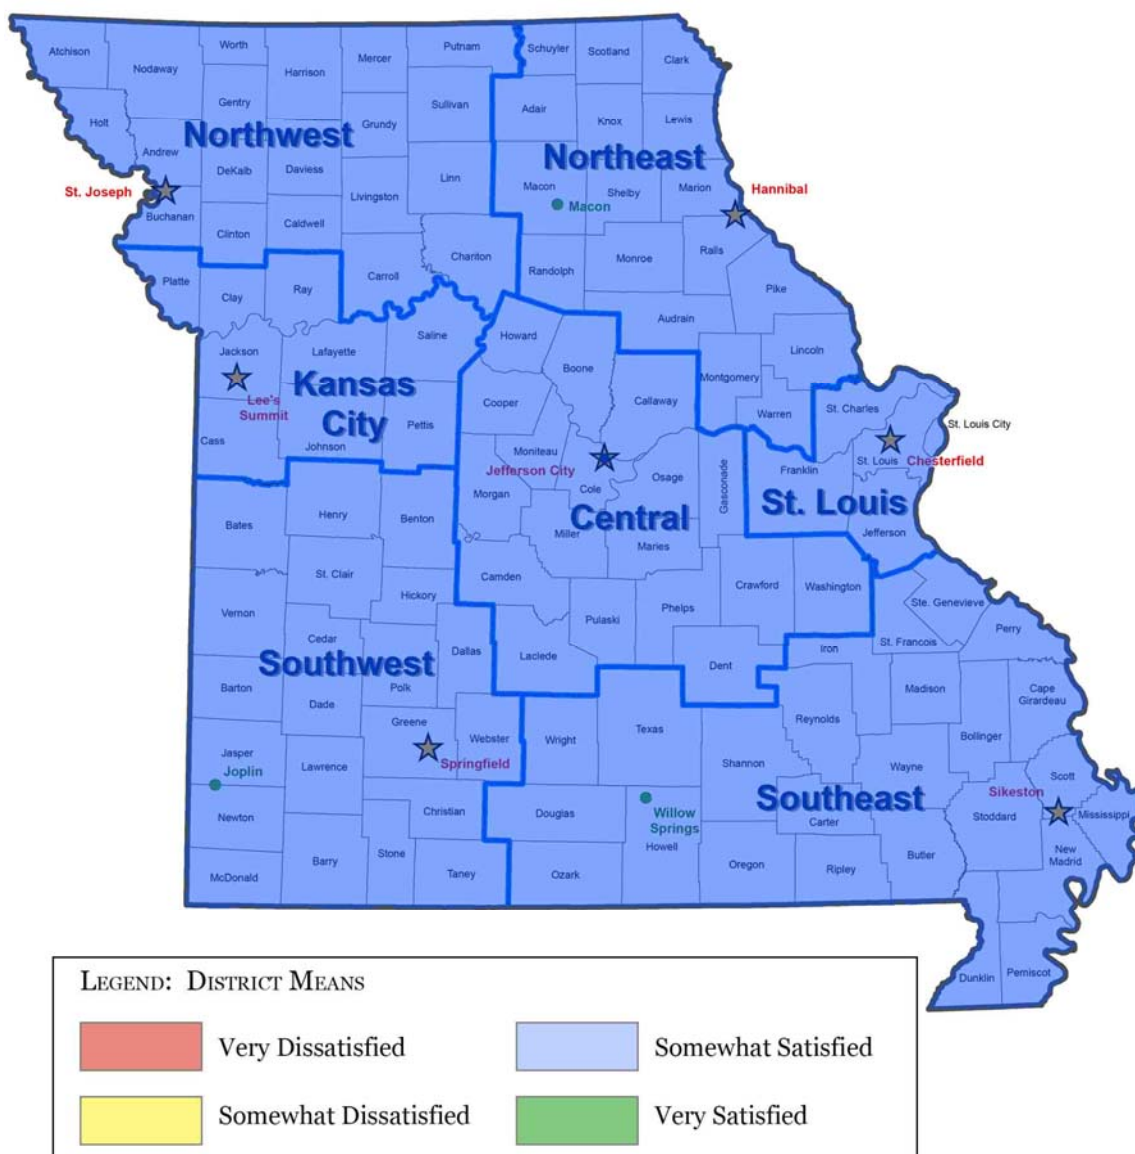 Atchison
Nodaway
Worth
Harrison
Mercer
Putnam
Schuyler
Scotland
Clark
Gentry
Sullivan
Adair
Knox
Lewis
Holt
Andrew
Northwest
Grundy
Northeast
DeKalb
Daviess
Linn
Macon
Shelby
Marion
Hannibal
St. Joseph
Buchanan
Livingston
Macon
Clinton
Caldwell
Chariton
Carroll
Randolph
Monroe
Ralls
Platte
Clay
Ray
Pike
Saline
Howard
Audrain
Jackson
Lafayette
Boone
Lincoln
Montgomery
Kansas
City
Lee's
Summit
Cooper
Callaway
Warren
St. Charles
St. Louis City
Cass
Johnson
Pettis
Moniteau
Jefferson City
Cole
Osage
Gasconade
Franklin
St. Louis
Chesterfield
Morgan
Central
St. Louis
Bates
Henry
Benton
Miller
Maries
Jefferson
St. Clair
Camden
Crawford
Washington
Hickory
Vernon
Pulaski
Phelps
Ste. Genevieve
Cedar
Dallas
Laclede
Dent
Iron
St. Francois
Perry
Southwest
Barton
Polk
Dade
Madison
Cape
Girardeau
Greene
Texas
Reynolds
Jasper
Webster
Wright
Bollinger
Joplin
Lawrence
Springfield
Shannon
Wayne
Scott
Southeast
Sikeston
Newton
Christian
Douglas
Willow
Springs
Carter
Stoddard
Mississippi
Howell
McDonald
Barry
Stone
Taney
Ozark
Oregon
Ripley
Butler
New
Madrid
Dunklin
Pemiscot
LEGEND: DISTRICT MEANS
Very Dissatisfied
Somewhat Satisfied
Somewhat Dissatisfied
Very Satisfied